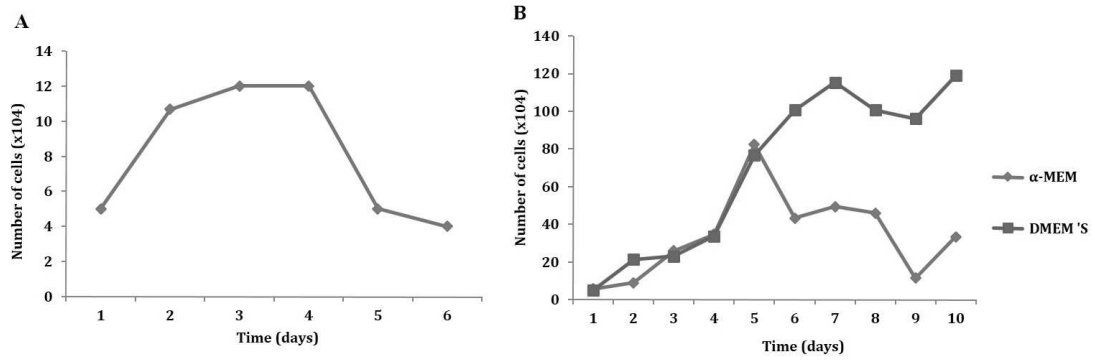 A
Number of cells (x104)
14
12
10
8
6
4
2
0
1 2 3 4 5 6
Time (days)
B
Number of cells (x104)
140
120
100
80
60
40
20
0
1 2 3 4 5 6 7 8 9 10
Time (days)
α-MEM
DMEM 'S